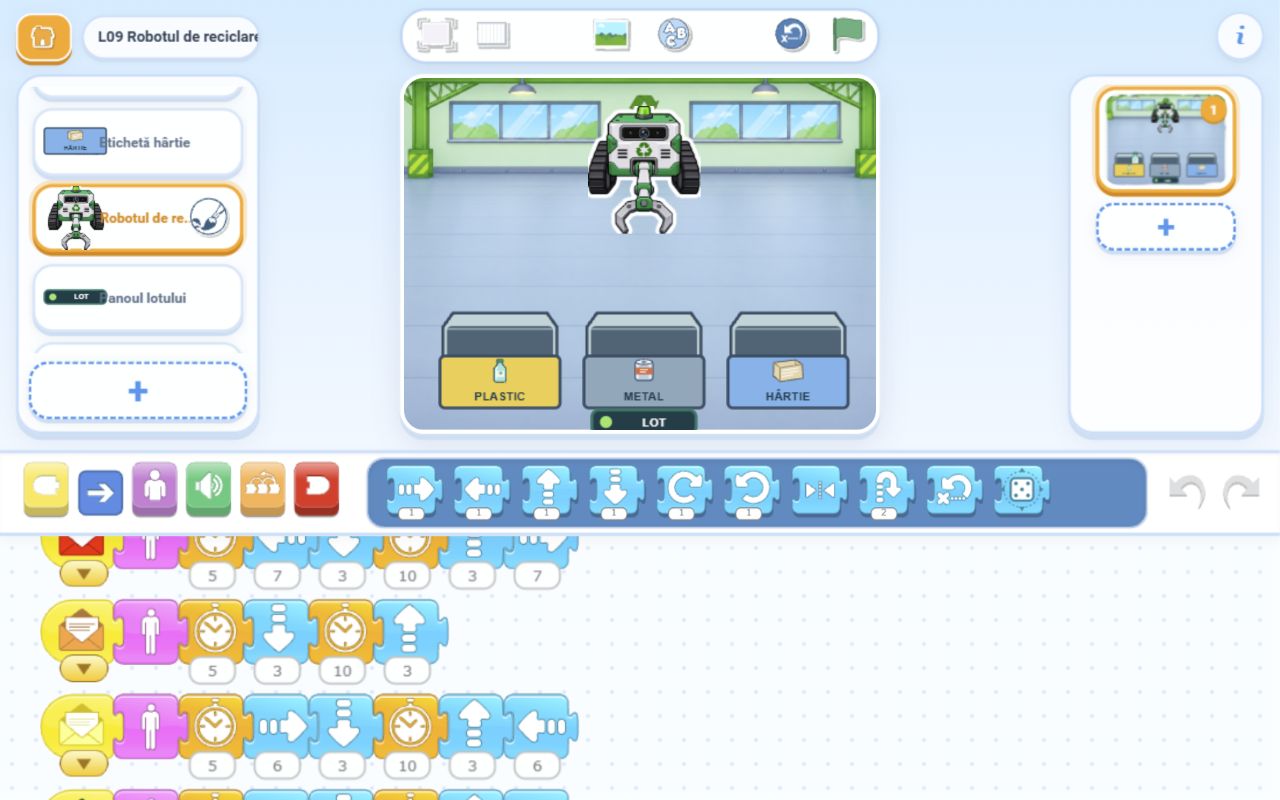 L09 Robotul de reciclare
A B C
i
Etichetă hârtie
HÂRTIE
Robotul de re...
LOT
Panoul lotului
PLASTIC
METAL
HÂRTIE
LOT
1
1 1 1 1 1 1 2
5 7 3 10 3 7
5 3 10 3
5 6 3 10 3 6